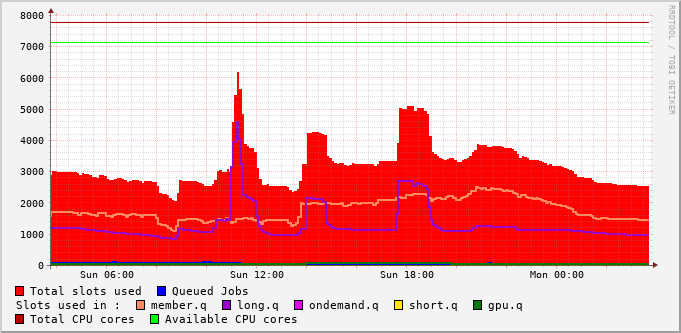 8000
7000
6000
5000
4000
3000
2000
1000
0
Sun 06:00 Sun 12:00 Sun 18:00 Mon 00:00
RRDTOOL / TOBI OETIKER
Total slots used Queued Jobs
Slots used in : member.q long.q ondemand.q short.q gpu.q
Total CPU cores Available CPU cores